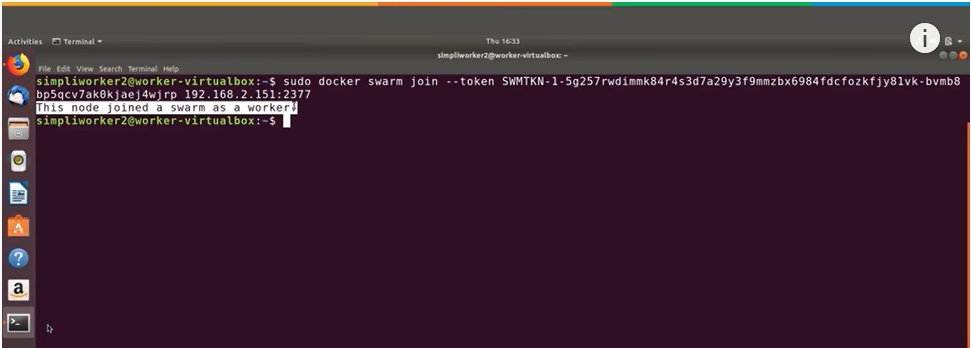 Activities
Terminal
Thu 16:33
simpliworker2@worker-virtualbox: ~
File Edit View Search Terminal Help
simpliworker2@worker-virtualbox:~$ sudo docker swarm join --token SWMTKN-1-5g257rwdimmk84r4s3d7a29y3f9mmzbx6984fdcfozkfjy81vk-bvmb8
bp5qcv7ak0kjaej4wjrp 192.168.2.151:2377
This node joined a swarm as a worker.
simpliworker2@worker-virtualbox:~$